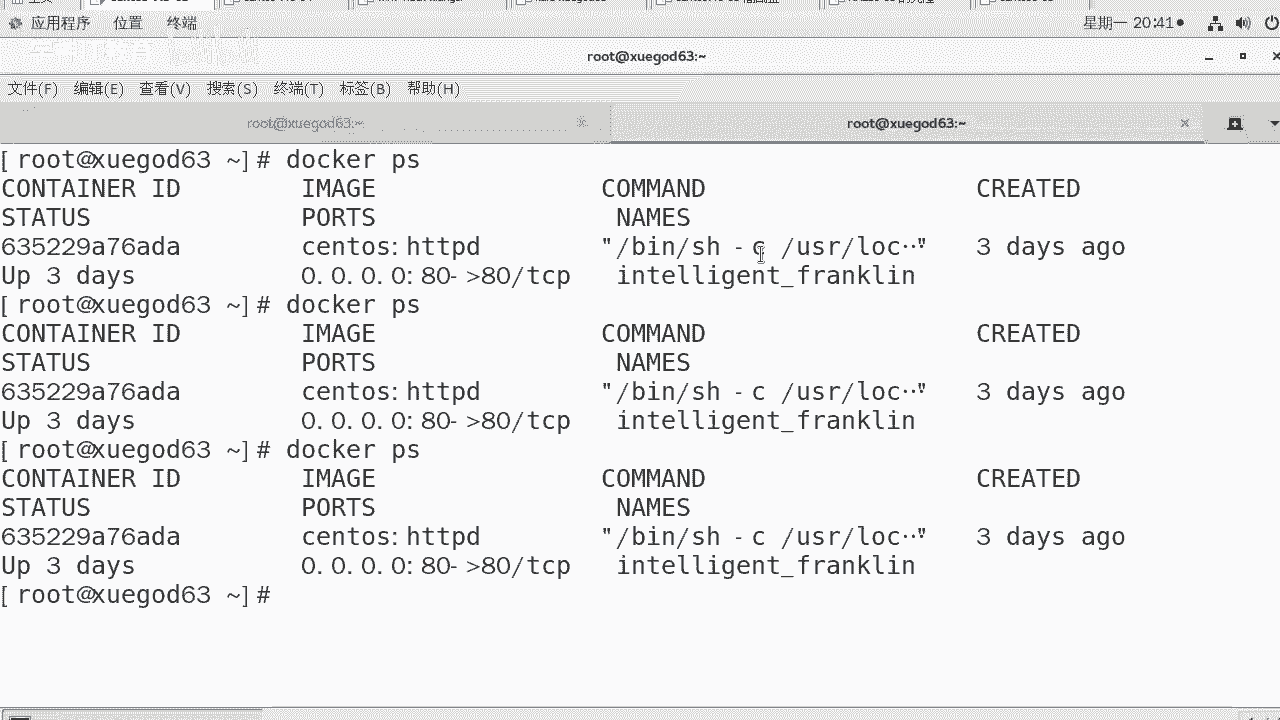 应用程序 位置 终端 星期一 20:41
root@xuegod63:~
文件(F) 编辑(E) 查看(V) 搜索(S) 终端(T) 标签(B) 帮助(H)
root@xuegod63:~ root@xuegod63:~
[root@xuegod63 ~]# docker ps
CONTAINER ID IMAGE COMMAND CREATED
STATUS PORTS NAMES
635229a76ada centos:httpd "/bin/sh -c /usr/loc…" 3 days ago
Up 3 days 0.0.0.0:80->80/tcp intelligent_franklin
[root@xuegod63 ~]# docker ps
CONTAINER ID IMAGE COMMAND CREATED
STATUS PORTS NAMES
635229a76ada centos:httpd "/bin/sh -c /usr/loc…" 3 days ago
Up 3 days 0.0.0.0:80->80/tcp intelligent_franklin
[root@xuegod63 ~]# docker ps
CONTAINER ID IMAGE COMMAND CREATED
STATUS PORTS NAMES
635229a76ada centos:httpd "/bin/sh -c /usr/loc…" 3 days ago
Up 3 days 0.0.0.0:80->80/tcp intelligent_franklin
[root@xuegod63 ~]#